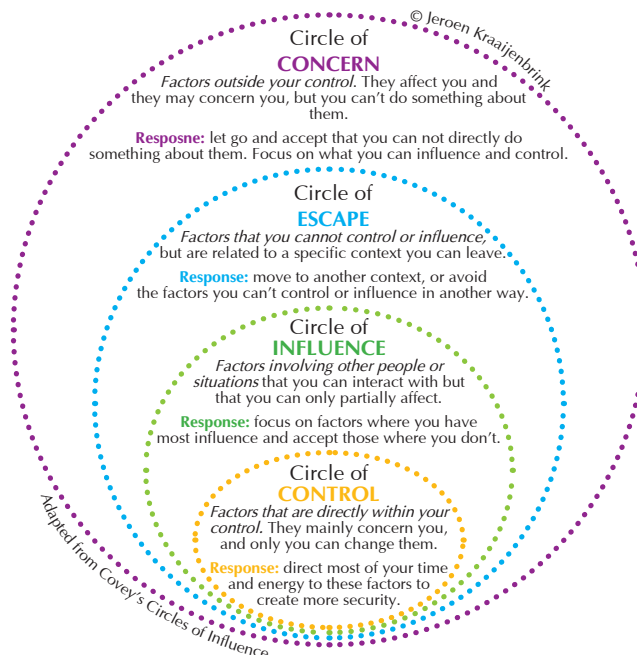 © Jeroen Kraaijenbrink
Circle of
CONCERN
Factors outside your control. They affect you and
they may concern you, but you can't do something about
them.
Resposne: let go and accept that you can not directly do
something about them. Focus on what you can influence and control.
Circle of
ESCAPE
Factors that you cannot control or influence,
but are related to a specific context you can leave.
Response: move to another context, or avoid
the factors you can't control or influence in another way.
Circle of
INFLUENCE
Factors involving other people or
situations that you can interact with but
that you can only partially affect.
Response: focus on factors where you have
most influence and accept those where you don't.
Circle of
CONTROL
Factors that are directly within your
control. They mainly concern you,
and only you can change them.
Response: direct most of your time
and energy to these factors to
create more security.
Adapted from Covey's Circles of Influence